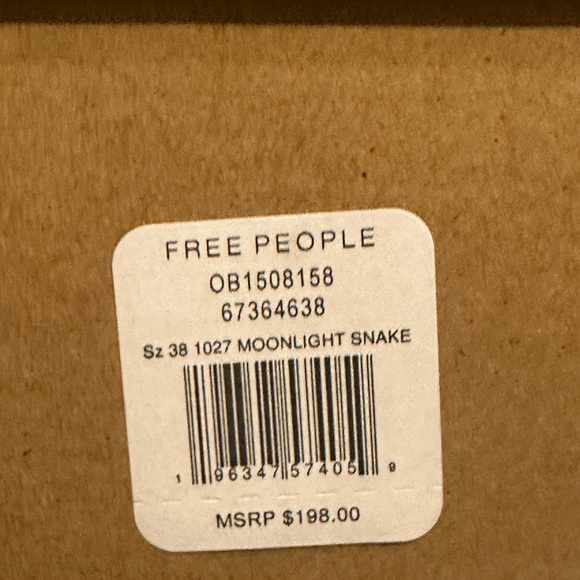 FREE PEOPLE
OB1508158
67364638
Sz 38 1027 MOONLIGHT SNAKE
1 96347 57405 9
MSRP $198.00